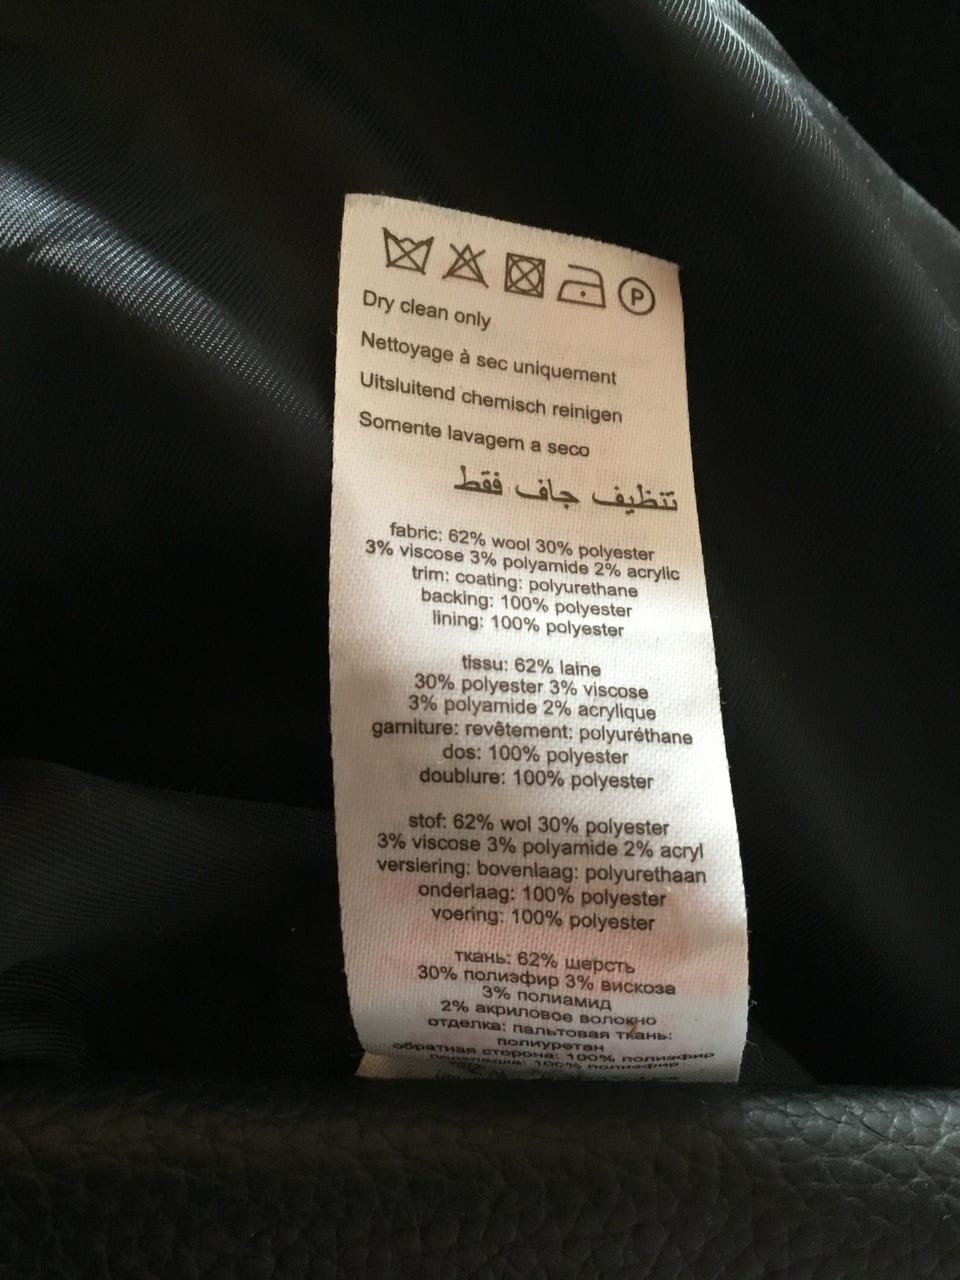 P
Dry clean only
Nettoyage à sec uniquement
Uitsluitend chemisch reinigen
Somente lavagem a seco
تنظيف جاف فقط
fabric: 62% wool 30% polyester
3% viscose 3% polyamide 2% acrylic
trim: coating: polyurethane
backing: 100% polyester
lining: 100% polyester
tissu: 62% laine
30% polyester 3% viscose
3% polyamide 2% acrylique
garniture: revêtement: polyuréthane
dos: 100% polyester
doublure: 100% polyester
stof: 62% wol 30% polyester
3% viscose 3% polyamide 2% acryl
versiering: bovenlaag: polyurethaan
onderlaag: 100% polyester
voering: 100% polyester
ткань: 62% шерсть
30% полиэфир 3% вискоза
3% полиамид
2% акриловое волокно
отделка: пальтовая ткань:
полиуретан
обратная сторона: 100% полиэфир
100% полиэфир